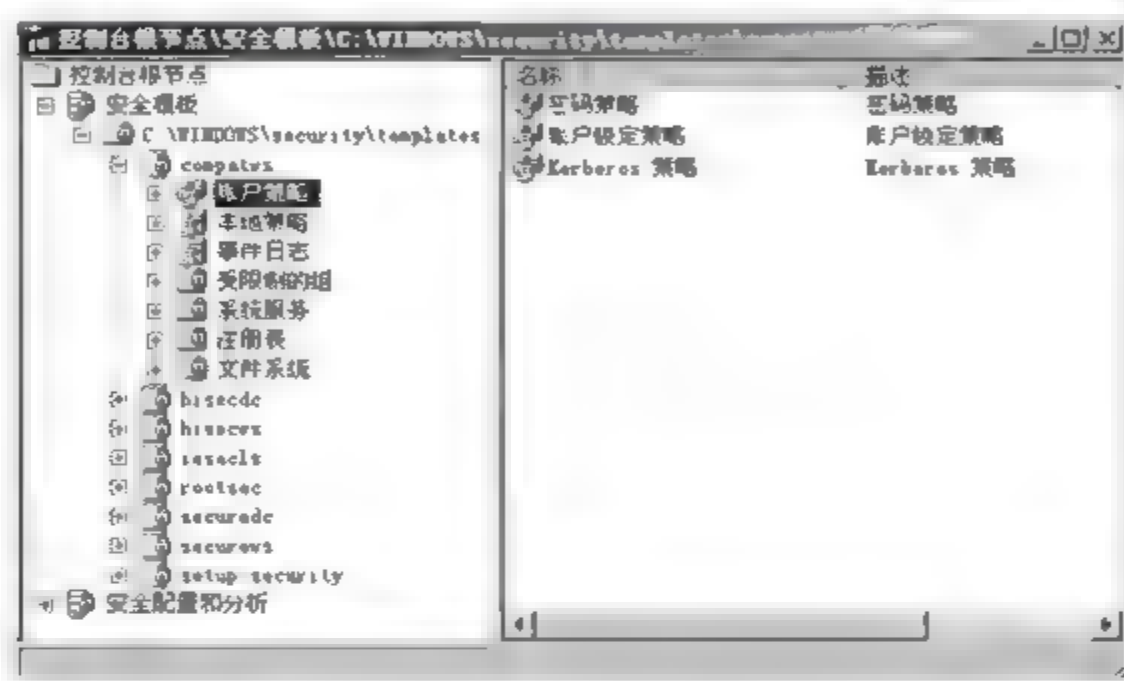 控制台根节点\安全模板\C:\WINDOWS\security\templates\
控制台根节点
安全模板
C:\WINDOWS\security\templates
compatws
账户策略
本地策略
事件日志
受限制的组
系统服务
注册表
文件系统
hisecdc
hisecws
rootsec
securedc
securews
setup security
安全配置和分析
名称 描述
密码策略 密码策略
账户锁定策略 账户锁定策略
Kerberos 策略 Kerberos 策略